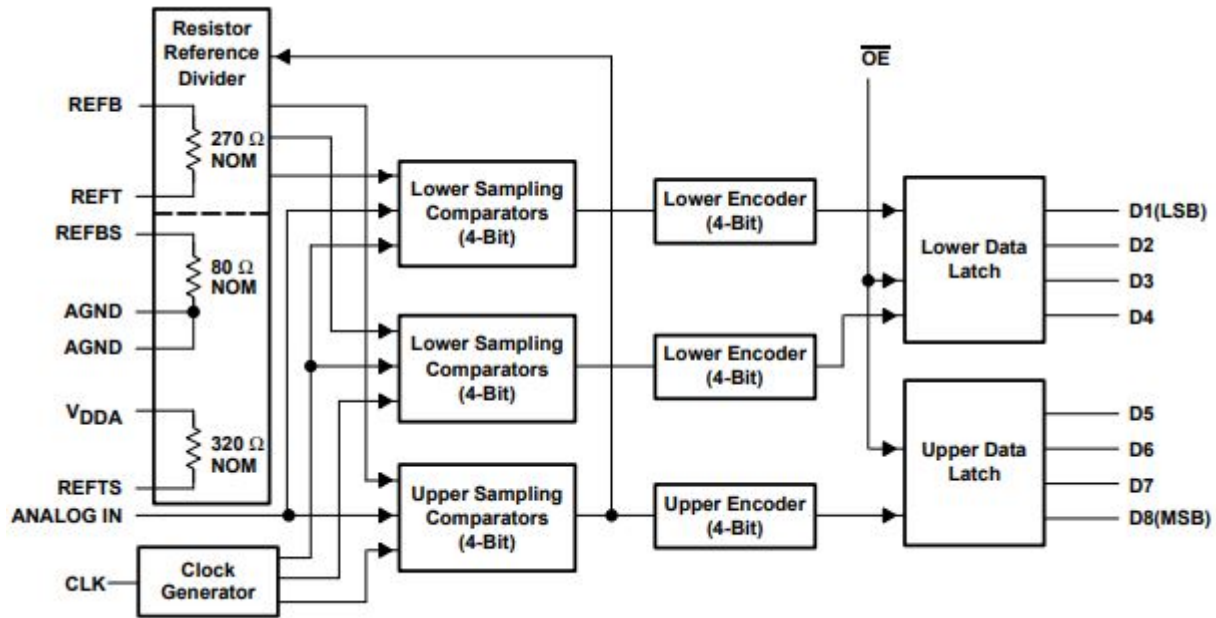 Resistor
Reference
Divider
REFB
270 Ω
NOM
REFT
REFBS
80 Ω
NOM
AGND
AGND
VDDA
320 Ω
NOM
REFTS
ANALOG IN
CLK
Clock
Generator
Lower Sampling
Comparators
(4-Bit)
Lower Sampling
Comparators
(4-Bit)
Upper Sampling
Comparators
(4-Bit)
Lower Encoder
(4-Bit)
Lower Encoder
(4-Bit)
Upper Encoder
(4-Bit)
OE
Lower Data
Latch
Upper Data
Latch
D1(LSB)
D2
D3
D4
D5
D6
D7
D8(MSB)